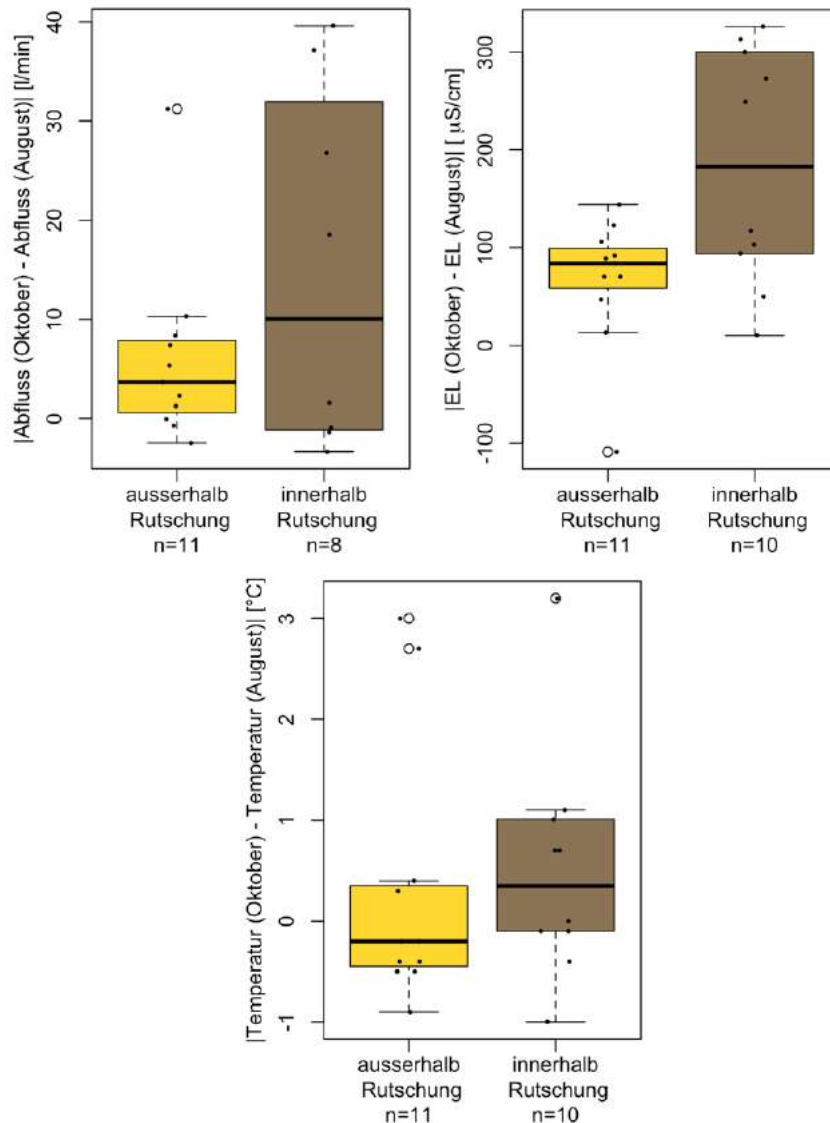 |Abfluss (Oktober) - Abfluss (August)| [l/min]
40
30
20
10
0
ausserhalb
Rutschung
n=11
innerhalb
Rutschung
n=8
|EL (Oktober) - EL (August)| [ µS/cm]
300
200
100
0
-100
ausserhalb
Rutschung
n=11
innerhalb
Rutschung
n=10
|Temperatur (Oktober) - Temperatur (August)| [°C]
3
2
1
0
-1
ausserhalb
Rutschung
n=11
innerhalb
Rutschung
n=10